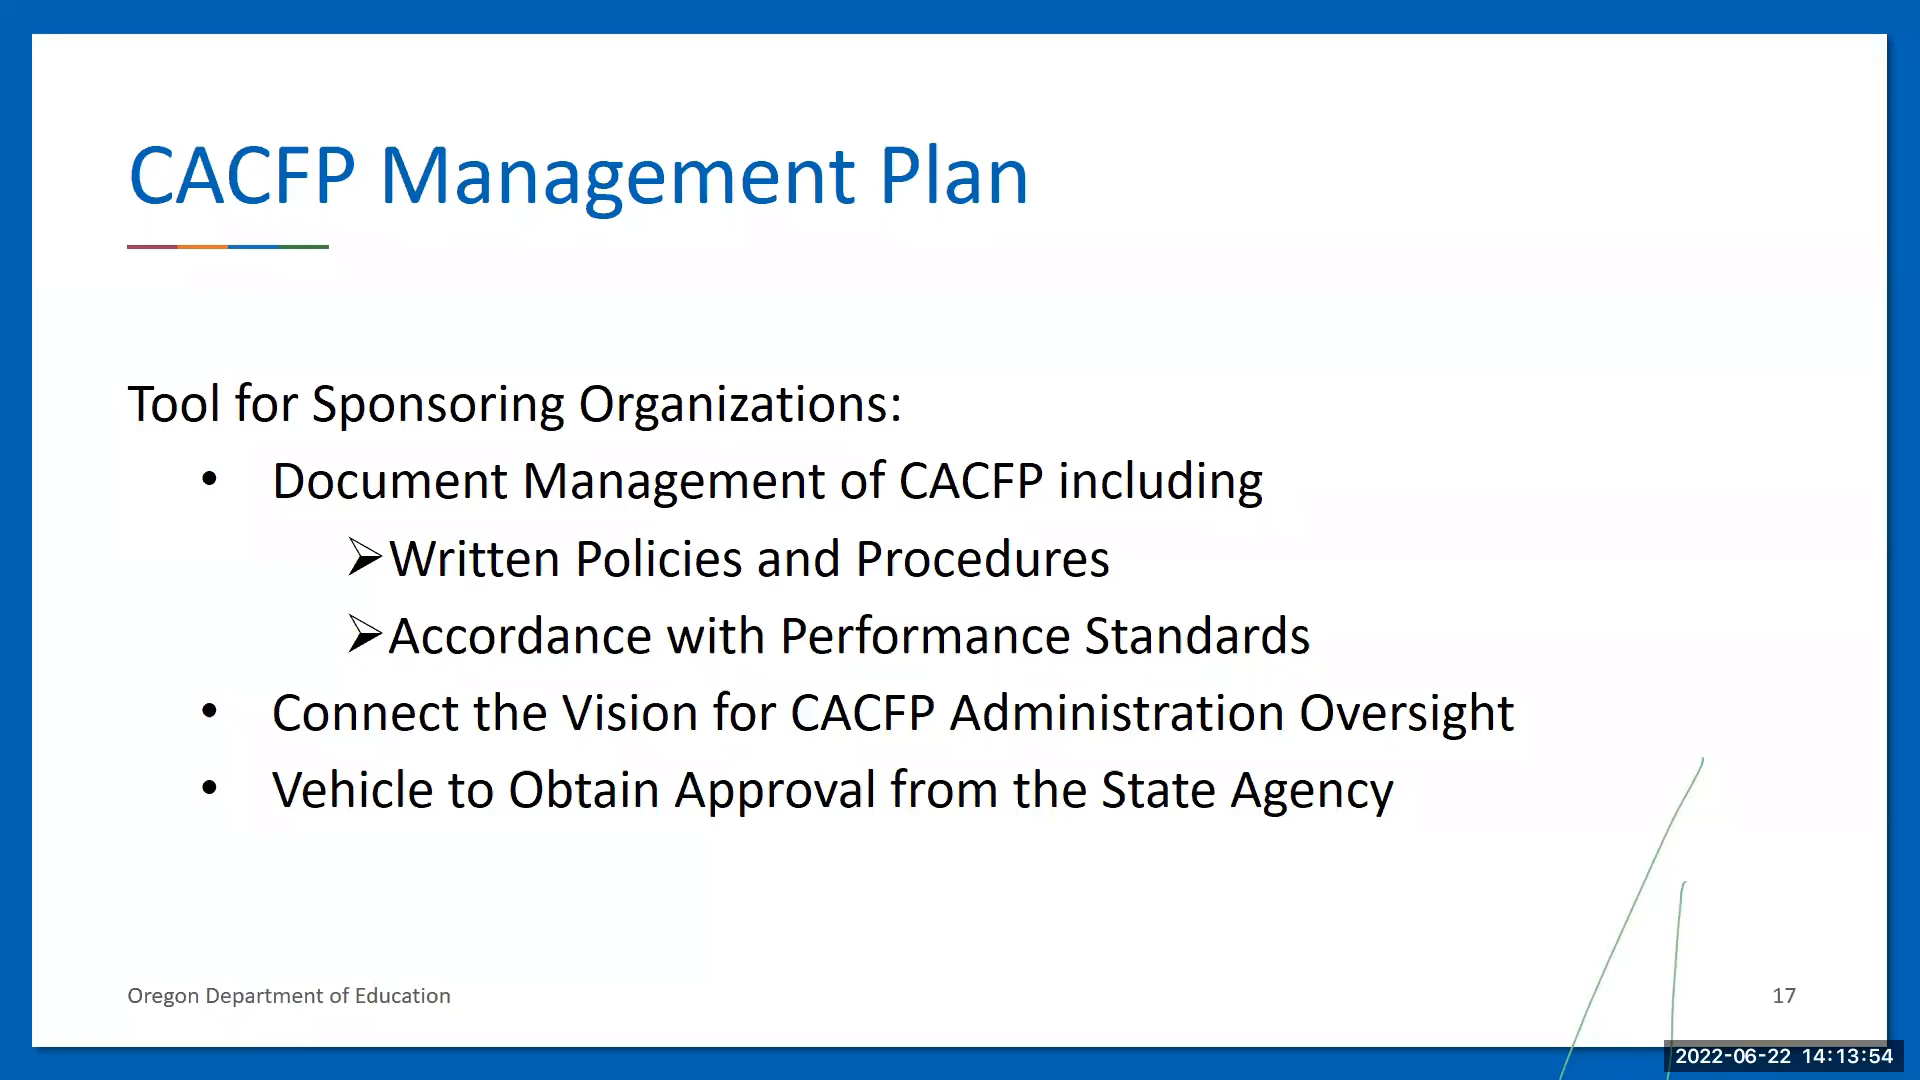 CACFP Management Plan
Tool for Sponsoring Organizations:
• Document Management of CACFP including
➢Written Policies and Procedures
➢Accordance with Performance Standards
• Connect the Vision for CACFP Administration Oversight
• Vehicle to Obtain Approval from the State Agency
Oregon Department of Education
17
2022-06-22 14:13:54